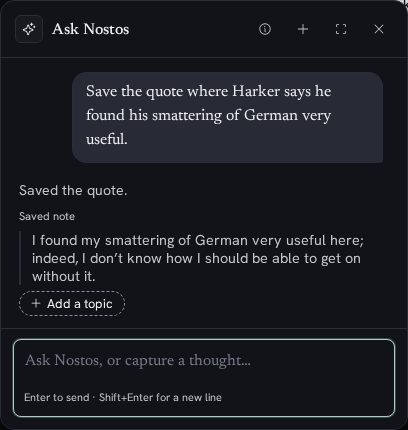 Ask Nostos
Save the quote where Harker says he
found his smattering of German very
useful.
Saved the quote.
Saved note
I found my smattering of German very useful here;
indeed, I don’t know how I should be able to get on
without it.
+ Add a topic
Ask Nostos, or capture a thought…
Enter to send · Shift+Enter for a new line